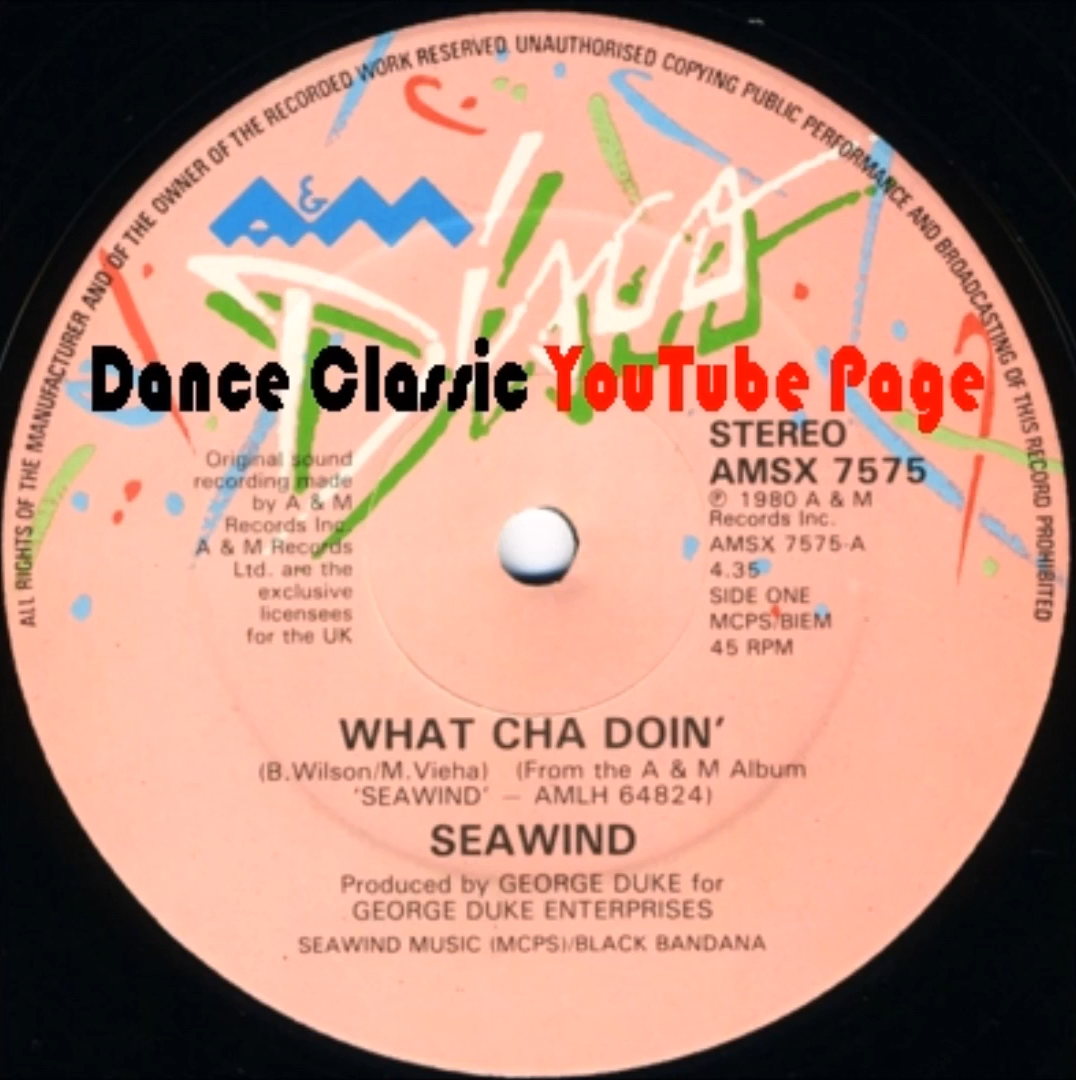 ALL RIGHTS OF THE MANUFACTURER AND OF THE OWNER OF THE RECORDED WORK RESERVED UNAUTHORISED COPYING PUBLIC PERFORMANCE AND BROADCASTING OF THIS RECORD PROHIBITED
A&M
Disco
Dance Classic YouTube Page
Original sound
recording made
by A & M
Records Inc.
A & M Records
Ltd. are the
exclusive
licensees
for the UK
STEREO
AMSX 7575
℗ 1980 A & M
Records Inc.
AMSX 7575-A
4.35
SIDE ONE
MCPS/BIEM
45 RPM
WHAT CHA DOIN'
(B.Wilson/M.Vieha) (From the A & M Album
'SEAWIND' – AMLH 64824)
SEAWIND
Produced by GEORGE DUKE for
GEORGE DUKE ENTERPRISES
SEAWIND MUSIC (MCPS)/BLACK BANDANA